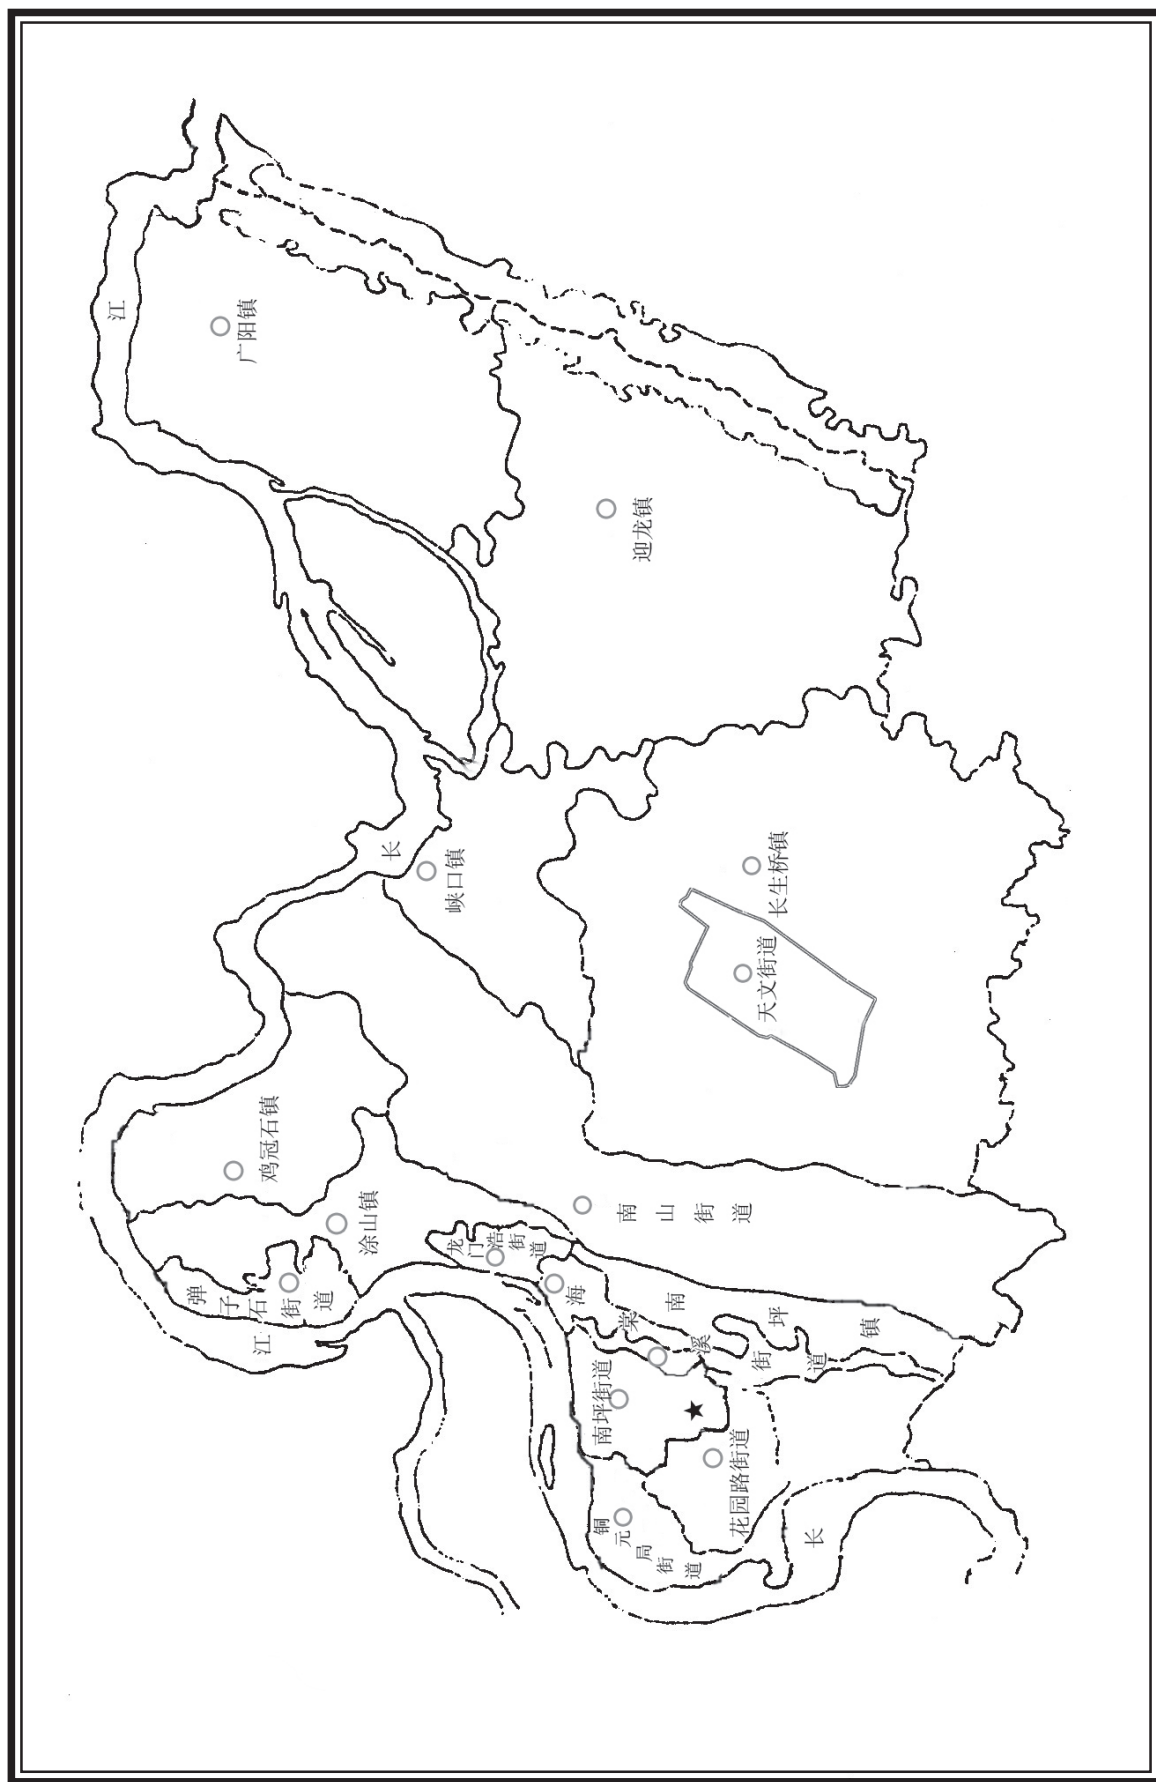 江
广阳镇
迎龙镇
长
峡口镇
长生桥镇
天文街道
鸡冠石镇
涂山镇
南山街道
龙门浩街道
弹子石街道
江
海棠溪街道
南坪镇
南坪街道
花园路街道
铜元局街道
长